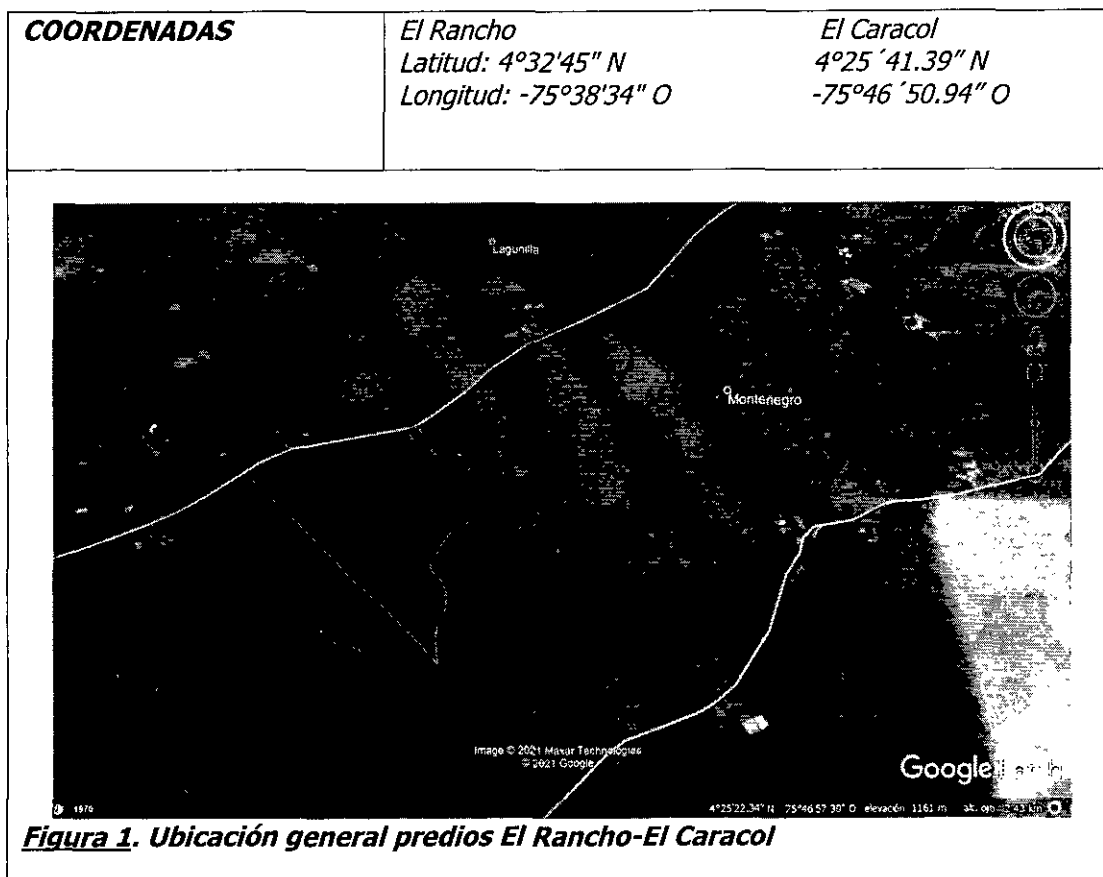 COORDENADAS
El Rancho El Caracol
Latitud: 4°32'45" N 4°25´41.39” N
Longitud: -75°38'34" O -75°46´50.94” O
Lagunilla
Montenegro
Image © 2021 Maxar Technologies
© 2021 Google
Google
1970
4°25'22.34" N 75°46'57.39" O elevación 1161 m
Figura 1. Ubicación general predios El Rancho-El Caracol